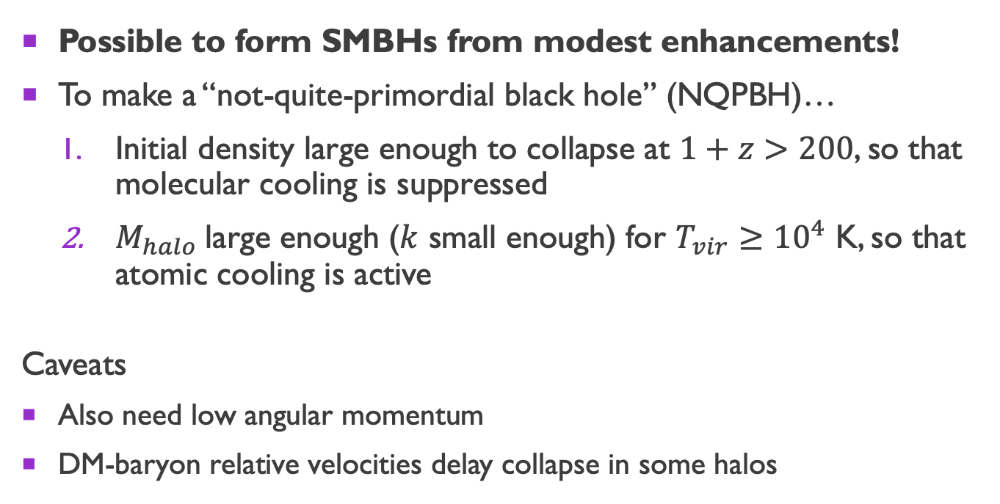 ▪ Possible to form SMBHs from modest enhancements!
▪ To make a “not-quite-primordial black hole” (NQPBH)…
1. Initial density large enough to collapse at 1 + z > 200, so that
molecular cooling is suppressed
2. M_{halo} large enough (k small enough) for T_{vir} ≥ 10⁴ K, so that
atomic cooling is active
Caveats
▪ Also need low angular momentum
▪ DM-baryon relative velocities delay collapse in some halos